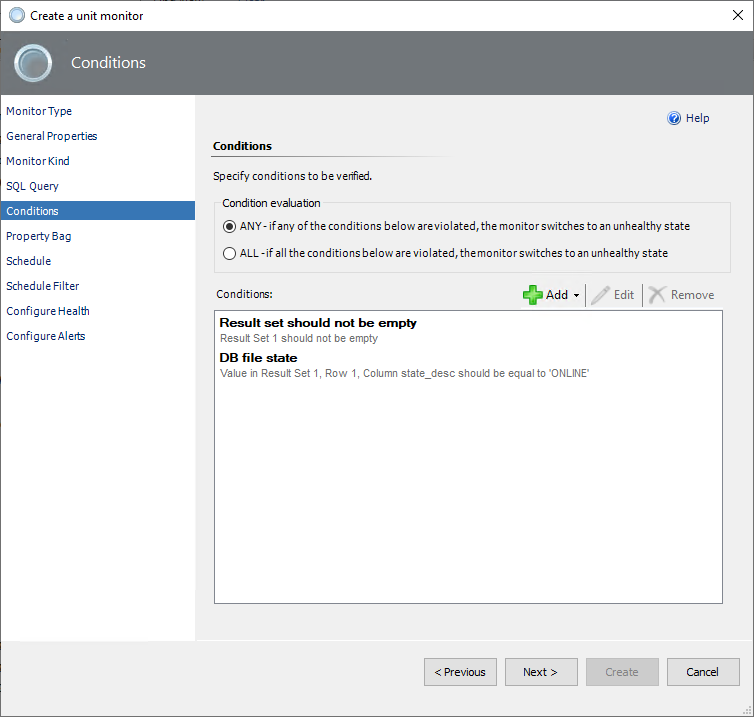 Create a unit monitor
Conditions
Monitor Type
General Properties
Monitor Kind
SQL Query
Conditions
Property Bag
Schedule
Schedule Filter
Configure Health
Configure Alerts
Help
Conditions
Specify conditions to be verified.
Condition evaluation
ANY - if any of the conditions below are violated, the monitor switches to an unhealthy state
ALL - if all the conditions below are violated, the monitor switches to an unhealthy state
Conditions:
Add
Edit
Remove
Result set should not be empty
Result Set 1 should not be empty
DB file state
Value in Result Set 1, Row 1, Column state_desc should be equal to 'ONLINE'
< Previous
Next >
Create
Cancel